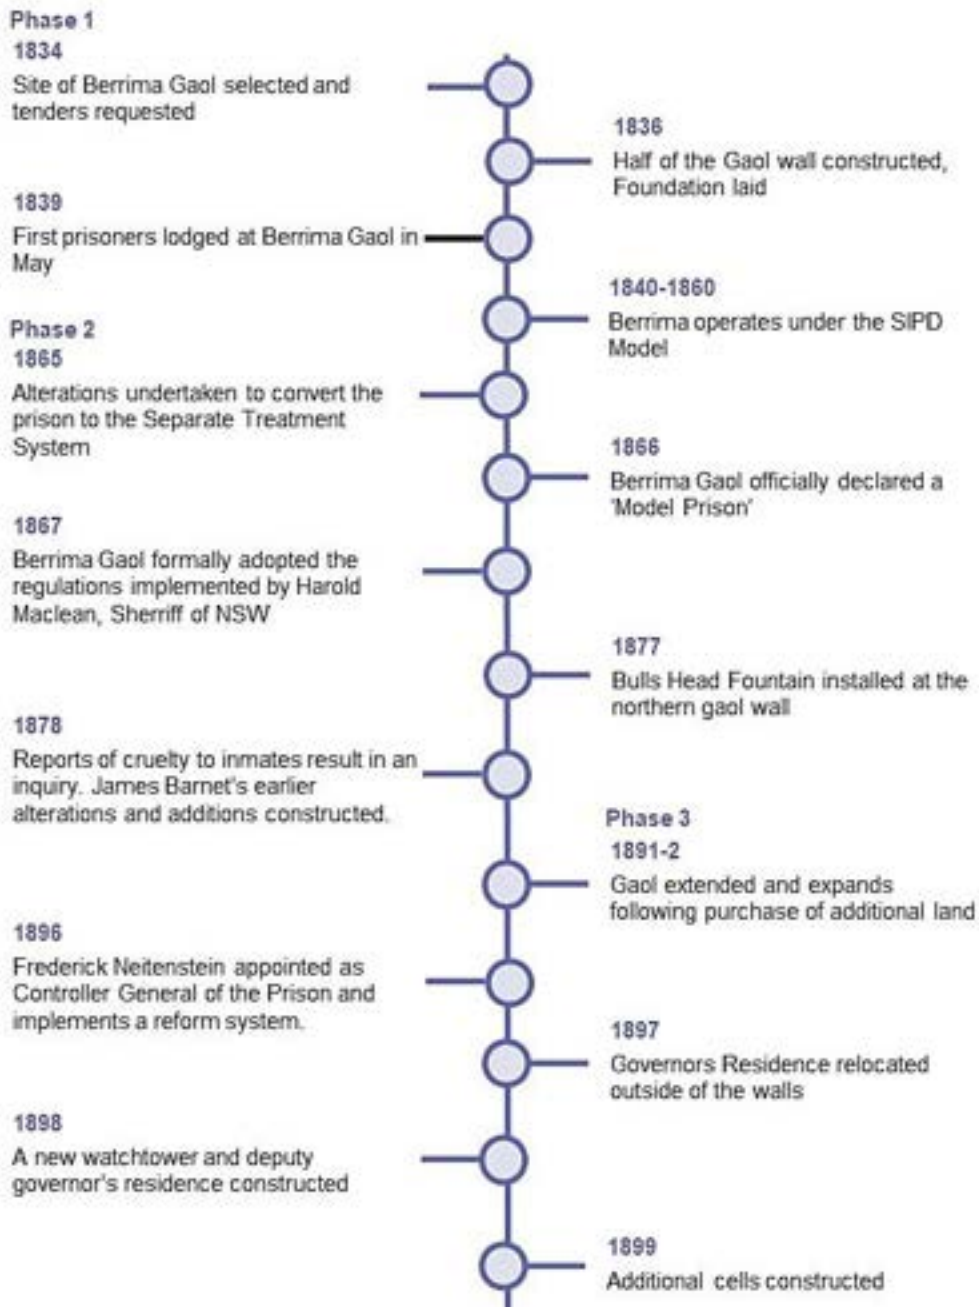 Phase 1
1834
Site of Berrima Gaol selected and
tenders requested
1836
Half of the Gaol wall constructed,
Foundation laid
1839
First prisoners lodged at Berrima Gaol in
May
1840-1860
Berrima operates under the SIPD
Model
Phase 2
1865
Alterations undertaken to convert the
prison to the Separate Treatment
System
1866
Berrima Gaol officially declared a
'Model Prison'
1867
Berrima Gaol formally adopted the
regulations implemented by Harold
Maclean, Sherriff of NSW
1877
Bulls Head Fountain installed at the
northern gaol wall
1878
Reports of cruelty to inmates result in an
inquiry. James Barnet's earlier
alterations and additions constructed.
Phase 3
1891-2
Gaol extended and expands
following purchase of additional land
1896
Frederick Neitenstein appointed as
Controller General of the Prison and
implements a reform system.
1897
Governors Residence relocated
outside of the walls
1898
A new watchtower and deputy
governor's residence constructed
1899
Additional cells constructed